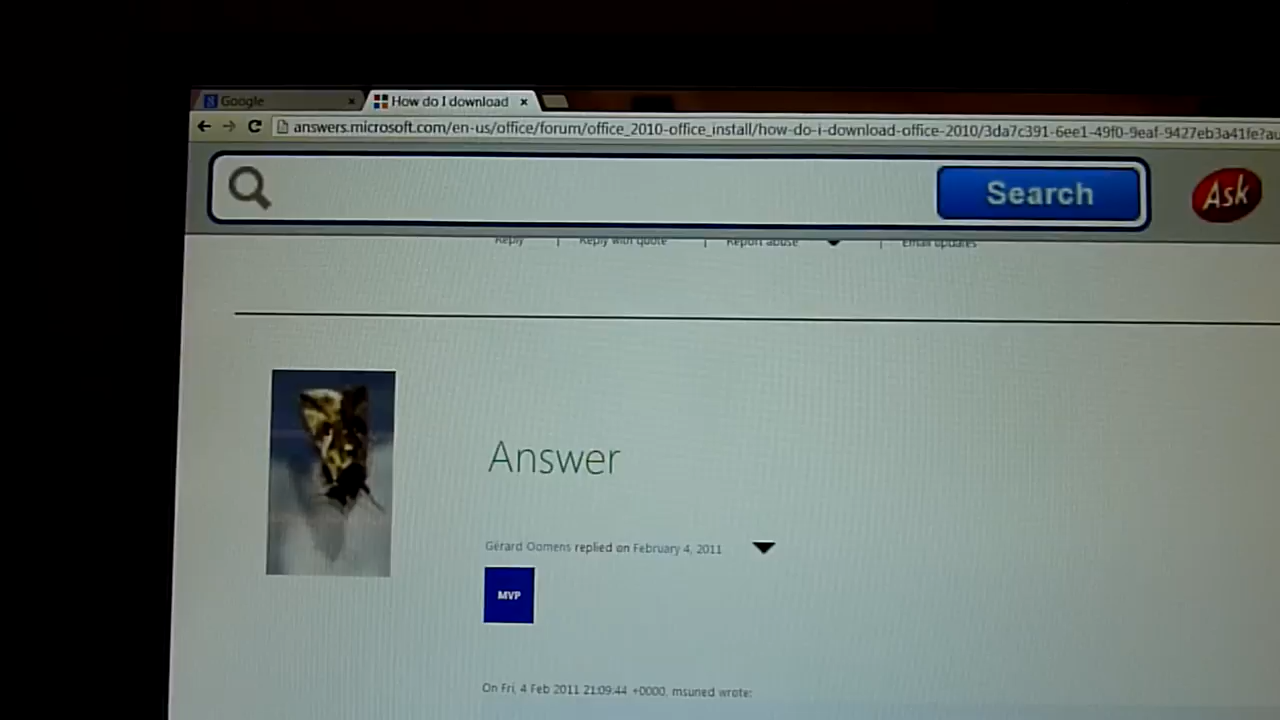 Google
How do I download
answers.microsoft.com/en-us/office/forum/office_2010-office_install/how-do-i-download-office-2010/3da7c391-6ee1-49f0-9eaf-9427eb3a41fe?au
Search
Ask
Reply | Reply with quote | Report abuse | Email updates
Answer
Gérard Oomens replied on February 4, 2011
MVP
On Fri, 4 Feb 2011 21:09:44 +0000, msuned wrote: